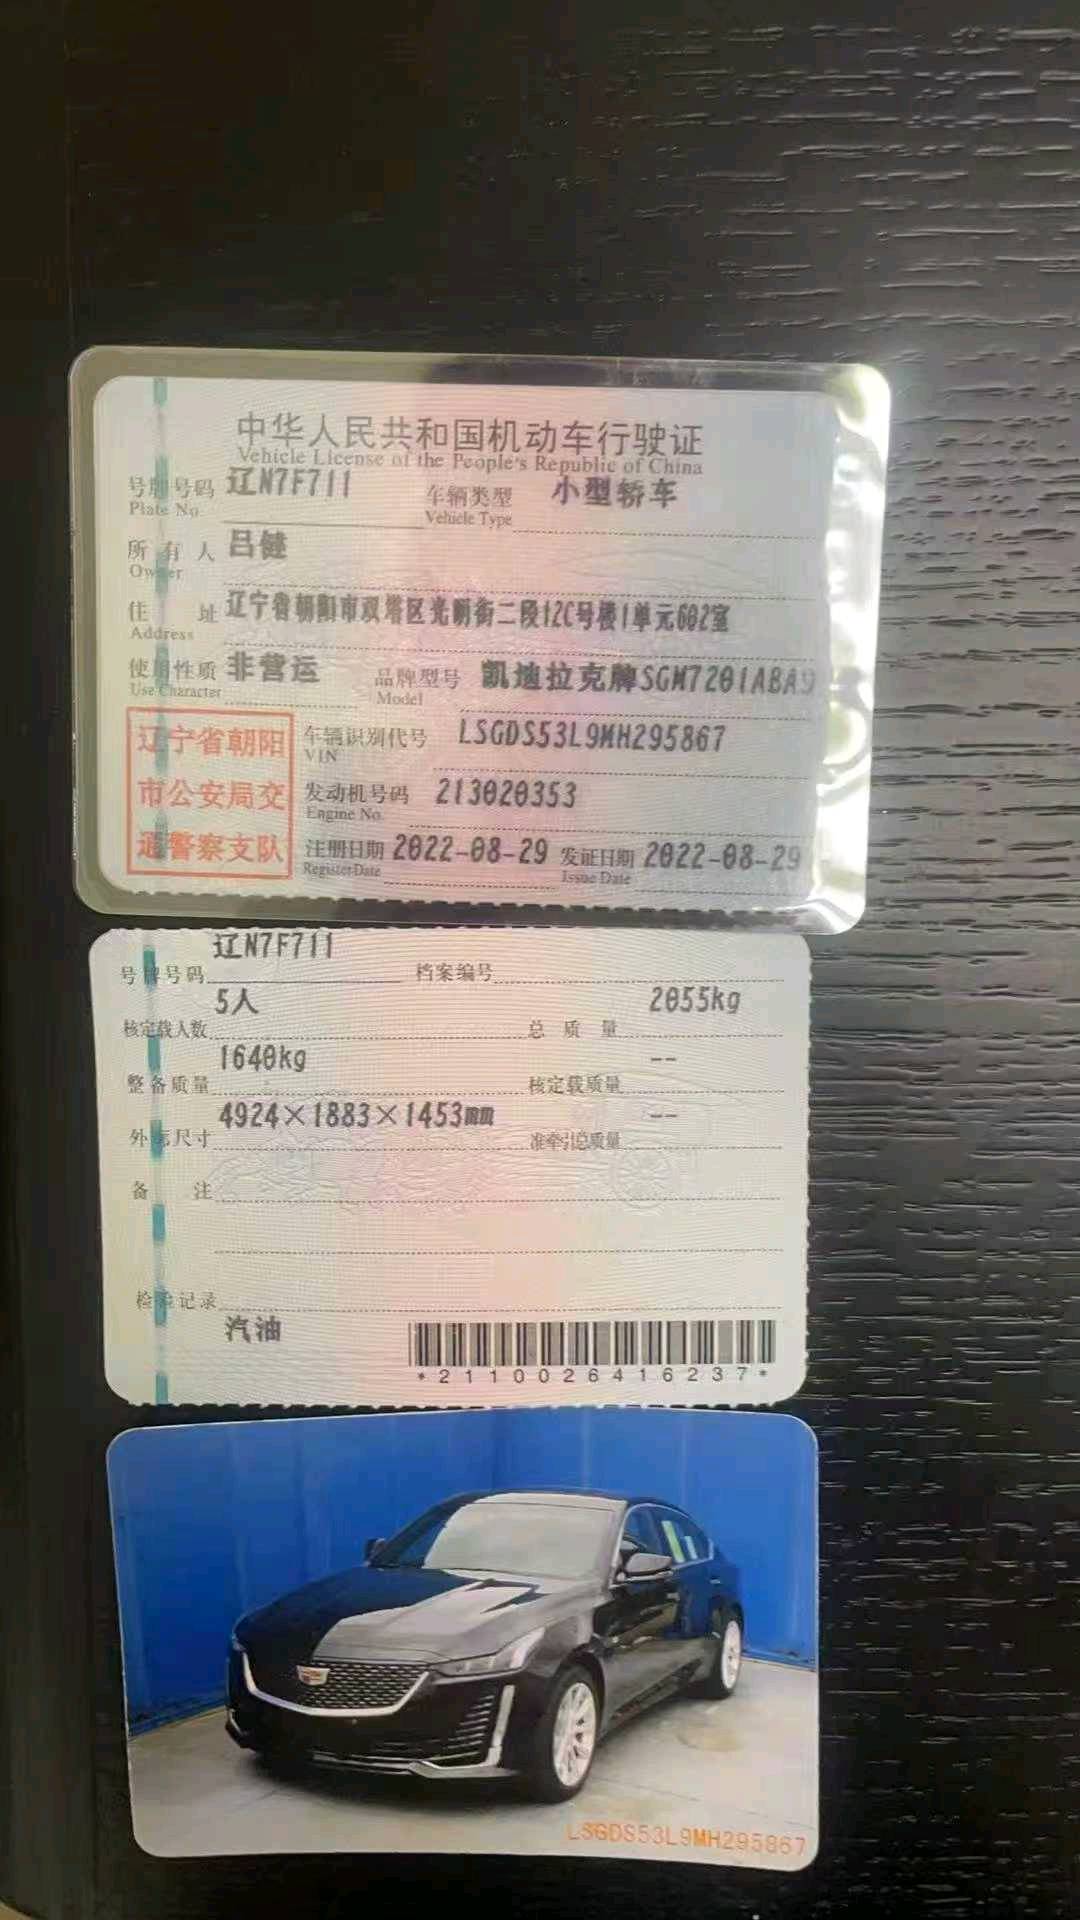 中华人民共和国机动车行驶证
Vehicle License of the People's Republic of China
号牌号码 辽N7F711 车辆类型 小型轿车
Plate No. Vehicle Type
所有人 吕健
Owner
住址 辽宁省朝阳市双塔区光明街二段12C号楼1单元602室
Address
使用性质 非营运 品牌型号 凯迪拉克牌SGM7201ABA9
Use Character Model
辽宁省朝阳 车辆识别代号 LSGDS53L9MH295867
VIN
市公安局交 发动机号码 213020353
Engine No.
通警察支队 注册日期 2022-08-29 发证日期 2022-08-29
Register Date Issue Date
号牌号码 辽N7F711 档案编号
核定载人数 5人 总质量 2055kg
整备质量 1640kg 核定载质量 --
外廓尺寸 4924×1883×1453mm 准牵引总质量 --
备注
检验记录
汽油
*2110026416237*
LSGDS53L9MH295867